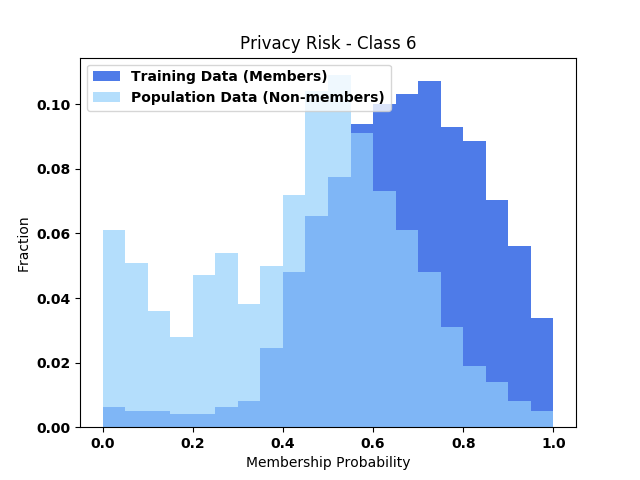 Privacy Risk - Class 6
Training Data (Members)
Population Data (Non-members)
0.10
0.08
0.06
0.04
0.02
0.00
Fraction
0.0 0.2 0.4 0.6 0.8 1.0
Membership Probability